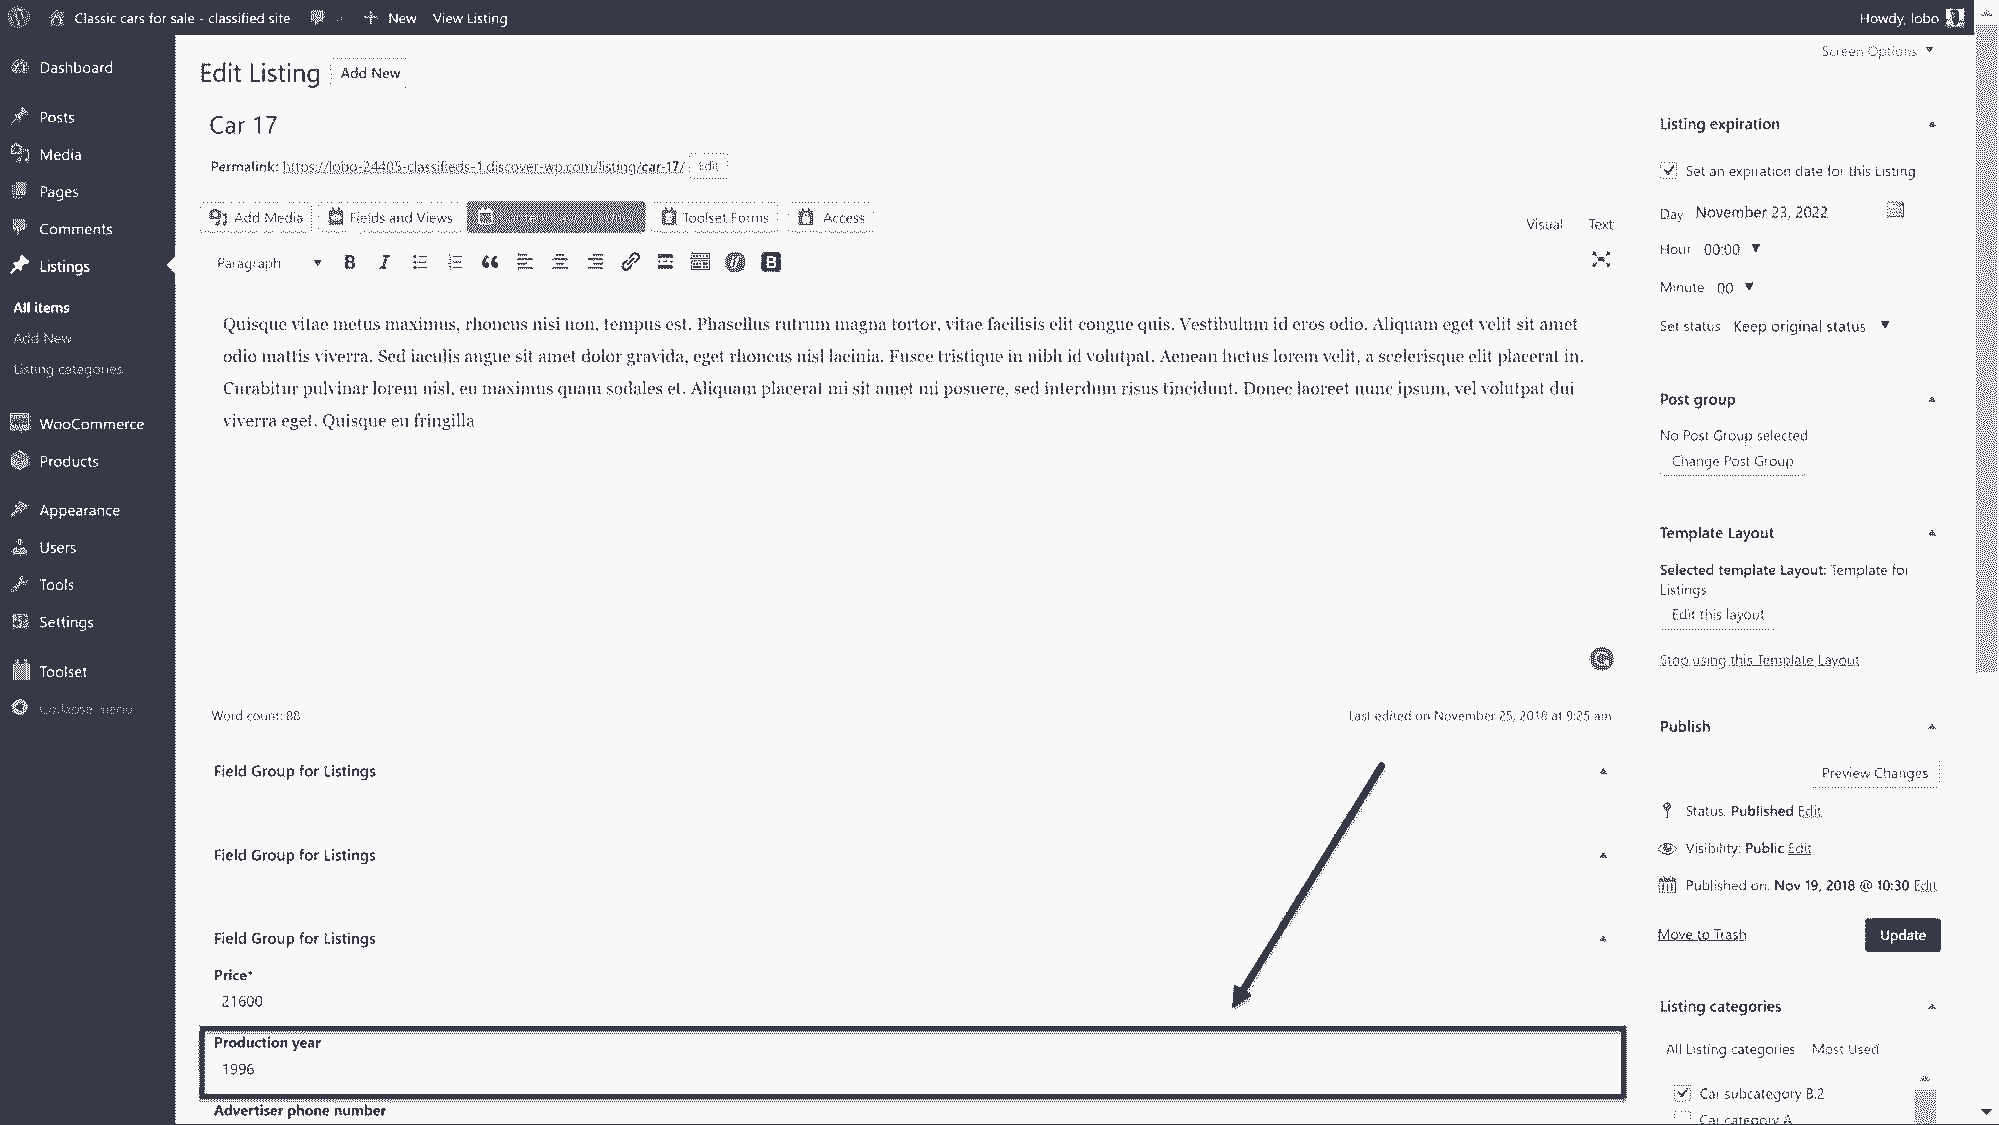 Classic cars for sale - classified site
New
View Listing
Howdy, lobo
Screen Options
Dashboard
Posts
Media
Pages
Comments
Listings
All items
Add New
Listing categories
WooCommerce
Products
Appearance
Users
Tools
Settings
Toolset
Collapse menu
Edit Listing
Add New
Car 17
Permalink: https://lobo-24405-classifieds-1.discover-wp.com/listing/car-17/ Edit
Add Media
Fields and Views
Toolset Forms
Access
Visual
Text
Paragraph
Quisque vitae metus maximus, rhoncus nisi non, tempus est. Phasellus rutrum magna tortor, vitae facilisis elit congue quis. Vestibulum id eros odio. Aliquam eget velit sit amet
odio mattis viverra. Sed iaculis augue sit amet dolor gravida, eget rhoncus nisl lacinia. Fusce tristique in nibh id volutpat. Aenean luctus lorem velit, a scelerisque elit placerat in.
Curabitur pulvinar lorem nisl, eu maximus quam sodales et. Aliquam placerat mi sit amet mi posuere, sed interdum risus tincidunt. Donec laoreet nunc ipsum, vel volutpat dui
viverra eget. Quisque eu fringilla
Word count: 88
Last edited on November 25, 2018 at 9:25 am
Field Group for Listings
Field Group for Listings
Field Group for Listings
Price*
21600
Production year
1996
Advertiser phone number
Listing expiration
Set an expiration date for this Listing
Day November 23, 2022
Hour 00:00
Minute 00
Set status Keep original status
Post group
No Post Group selected
Change Post Group
Template Layout
Selected template Layout: Template for
Listings
Edit this layout
Stop using this Template Layout
Publish
Preview Changes
Status: Published Edit
Visibility: Public Edit
Published on: Nov 19, 2018 @ 10:30 Edit
Move to Trash
Update
Listing categories
All Listing categories
Most Used
Car subcategory B.2
Car category A